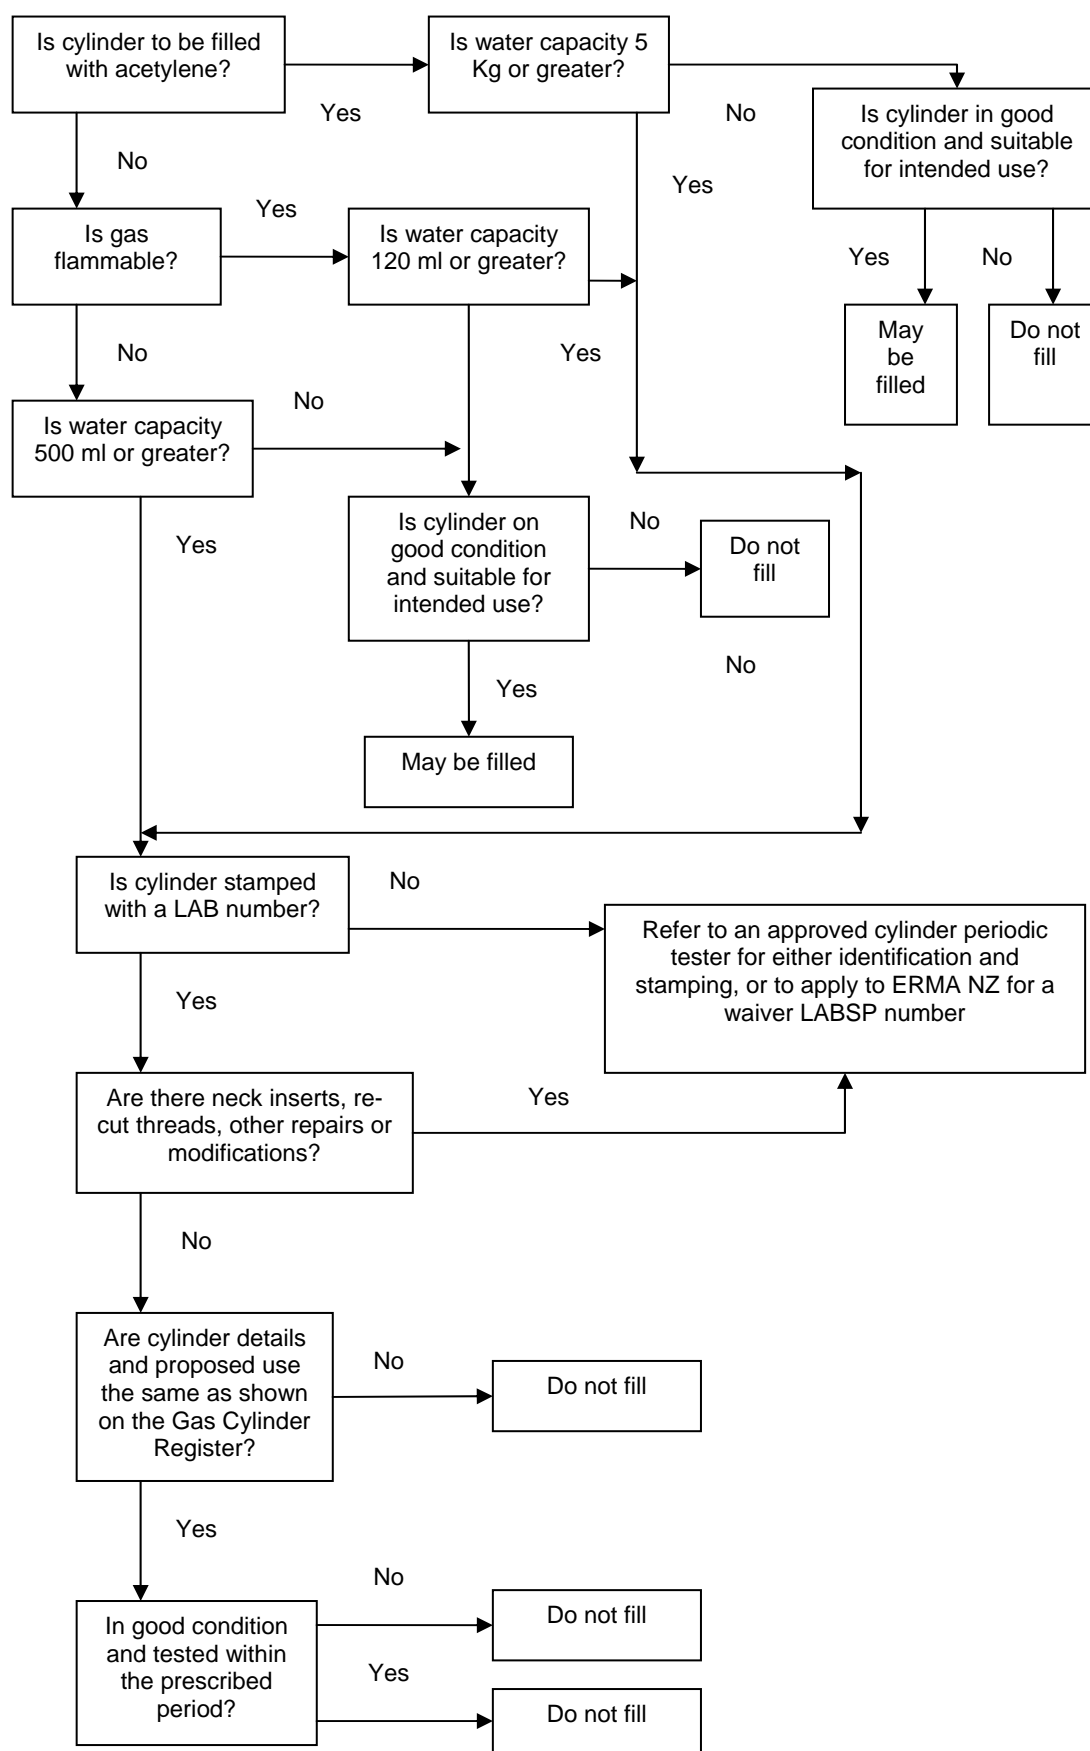 Is cylinder to be filled
with acetylene?
Is water capacity 5
Kg or greater?
Yes
No
Is cylinder in good
condition and suitable
for intended use?
No
Yes
Is gas
flammable?
Yes
Is water capacity
120 ml or greater?
Yes
No
May
be
filled
Do not
fill
No
Yes
Is water capacity
500 ml or greater?
No
Yes
Is cylinder on
good condition
and suitable for
intended use?
No
Do not
fill
No
Yes
May be filled
Is cylinder stamped
with a LAB number?
No
Refer to an approved cylinder periodic
tester for either identification and
stamping, or to apply to ERMA NZ for a
waiver LABSP number
Yes
Are there neck inserts, re-
cut threads, other repairs or
modifications?
Yes
No
Are cylinder details
and proposed use
the same as shown
on the Gas Cylinder
Register?
No
Do not fill
Yes
In good condition
and tested within
the prescribed
period?
No
Do not fill
Yes
Do not fill